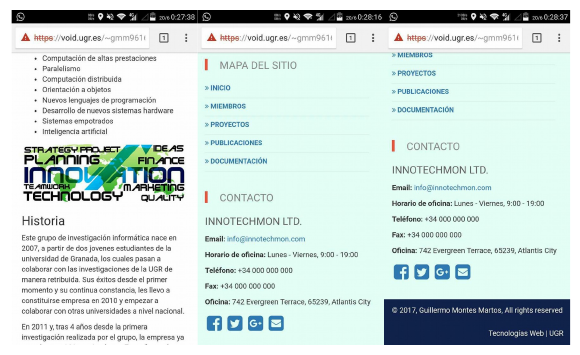 20/6 0:27:38
https://void.ugr.es/~gmm961
1
• Computación de altas prestaciones
• Paralelismo
• Computación distribuida
• Orientación a objetos
• Nuevos lenguajes de programación
• Desarrollo de nuevos sistemas hardware
• Sistemas empotrados
• Inteligencia artificial
STRATEGY PROJECT IDEAS
PLANNING FINANCE
INNOVATION
TEAMWORK MARKETING
TECHNOLOGY QUALITY
Historia
Este grupo de investigación informática nace en
2007, a partir de dos jovenes estudiantes de la
universidad de Granada, los cuales pasan a
colaborar con las investigaciones de la UGR de
manera retribuida. Sus éxitos desde el primer
momento y su continua constancia, les llevo a
constituirse empresa en 2010 y empezar a
colaborar con otras universidades a nivel nacional.
En 2011 y, tras 4 años desde la primera
investigación realizada por el grupo, la empresa ya
20/6 0:28:16
https://void.ugr.es/~gmm961
1
MAPA DEL SITIO
» INICIO
» MIEMBROS
» PROYECTOS
» PUBLICACIONES
» DOCUMENTACIÓN
CONTACTO
INNOTECHMON LTD.
Email: info@innotechmon.com
Horario de oficina: Lunes - Viernes, 9:00 - 19:00
Teléfono: +34 000 000 000
Fax: +34 000 000 000
Oficina: 742 Evergreen Terrace, 65239, Atlantis City
20/6 0:28:37
https://void.ugr.es/~gmm961
1
» MIEMBROS
» PROYECTOS
» PUBLICACIONES
» DOCUMENTACIÓN
CONTACTO
INNOTECHMON LTD.
Email: info@innotechmon.com
Horario de oficina: Lunes - Viernes, 9:00 - 19:00
Teléfono: +34 000 000 000
Fax: +34 000 000 000
Oficina: 742 Evergreen Terrace, 65239, Atlantis City
© 2017, Guillermo Montes Martos, All rights reserved
Tecnologías Web | UGR